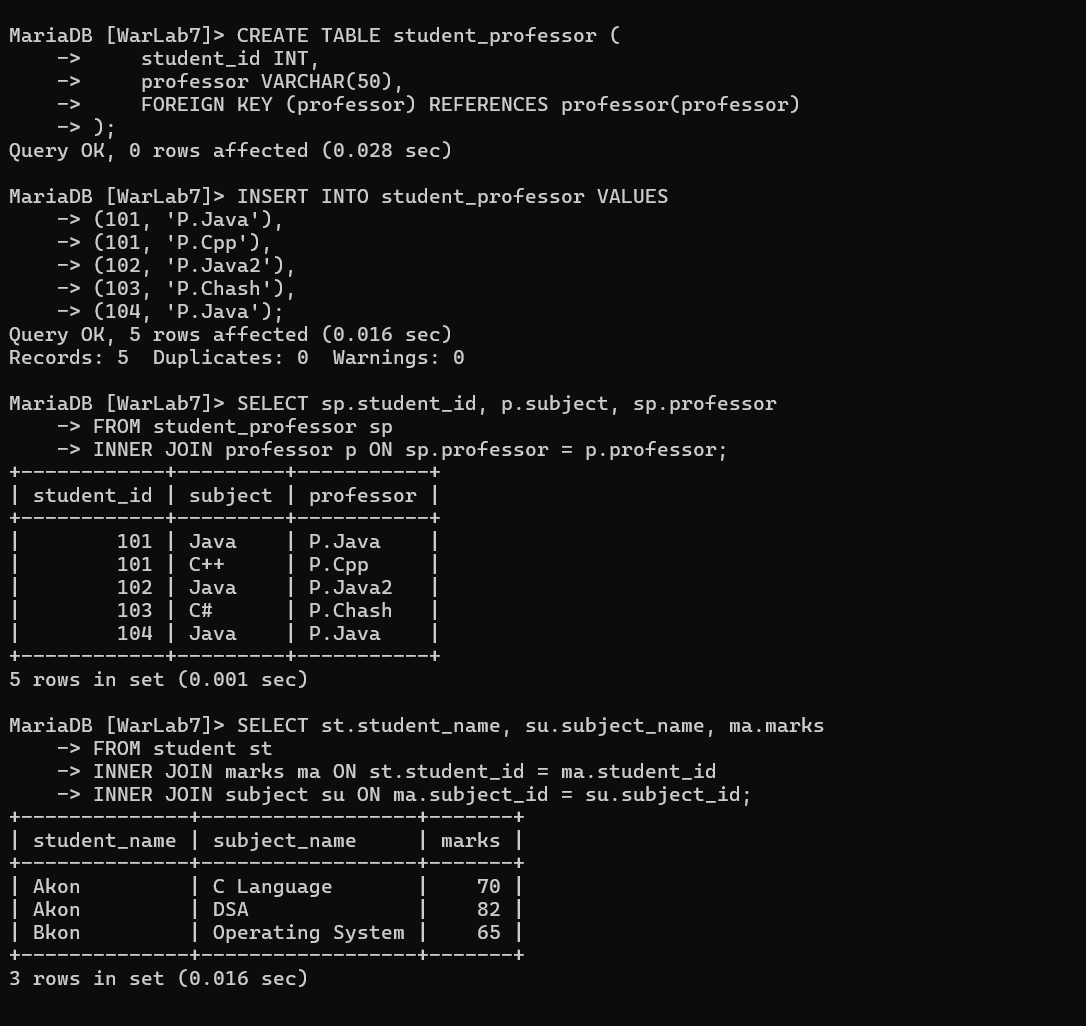 MariaDB [WarLab7]> CREATE TABLE student_professor (
    ->     student_id INT,
    ->     professor VARCHAR(50),
    ->     FOREIGN KEY (professor) REFERENCES professor(professor)
    -> );
Query OK, 0 rows affected (0.028 sec)

MariaDB [WarLab7]> INSERT INTO student_professor VALUES
    -> (101, 'P.Java'),
    -> (101, 'P.Cpp'),
    -> (102, 'P.Java2'),
    -> (103, 'P.Chash'),
    -> (104, 'P.Java');
Query OK, 5 rows affected (0.016 sec)
Records: 5  Duplicates: 0  Warnings: 0

MariaDB [WarLab7]> SELECT sp.student_id, p.subject, sp.professor
    -> FROM student_professor sp
    -> INNER JOIN professor p ON sp.professor = p.professor;
+------------+---------+-----------+
| student_id | subject | professor |
+------------+---------+-----------+
|        101 | Java    | P.Java    |
|        101 | C++     | P.Cpp     |
|        102 | Java    | P.Java2   |
|        103 | C#      | P.Chash   |
|        104 | Java    | P.Java    |
+------------+---------+-----------+
5 rows in set (0.001 sec)

MariaDB [WarLab7]> SELECT st.student_name, su.subject_name, ma.marks
    -> FROM student st
    -> INNER JOIN marks ma ON st.student_id = ma.student_id
    -> INNER JOIN subject su ON ma.subject_id = su.subject_id;
+--------------+------------------+-------+
| student_name | subject_name     | marks |
+--------------+------------------+-------+
| Akon         | C Language       |    70 |
| Akon         | DSA              |    82 |
| Bkon         | Operating System |    65 |
+--------------+------------------+-------+
3 rows in set (0.016 sec)